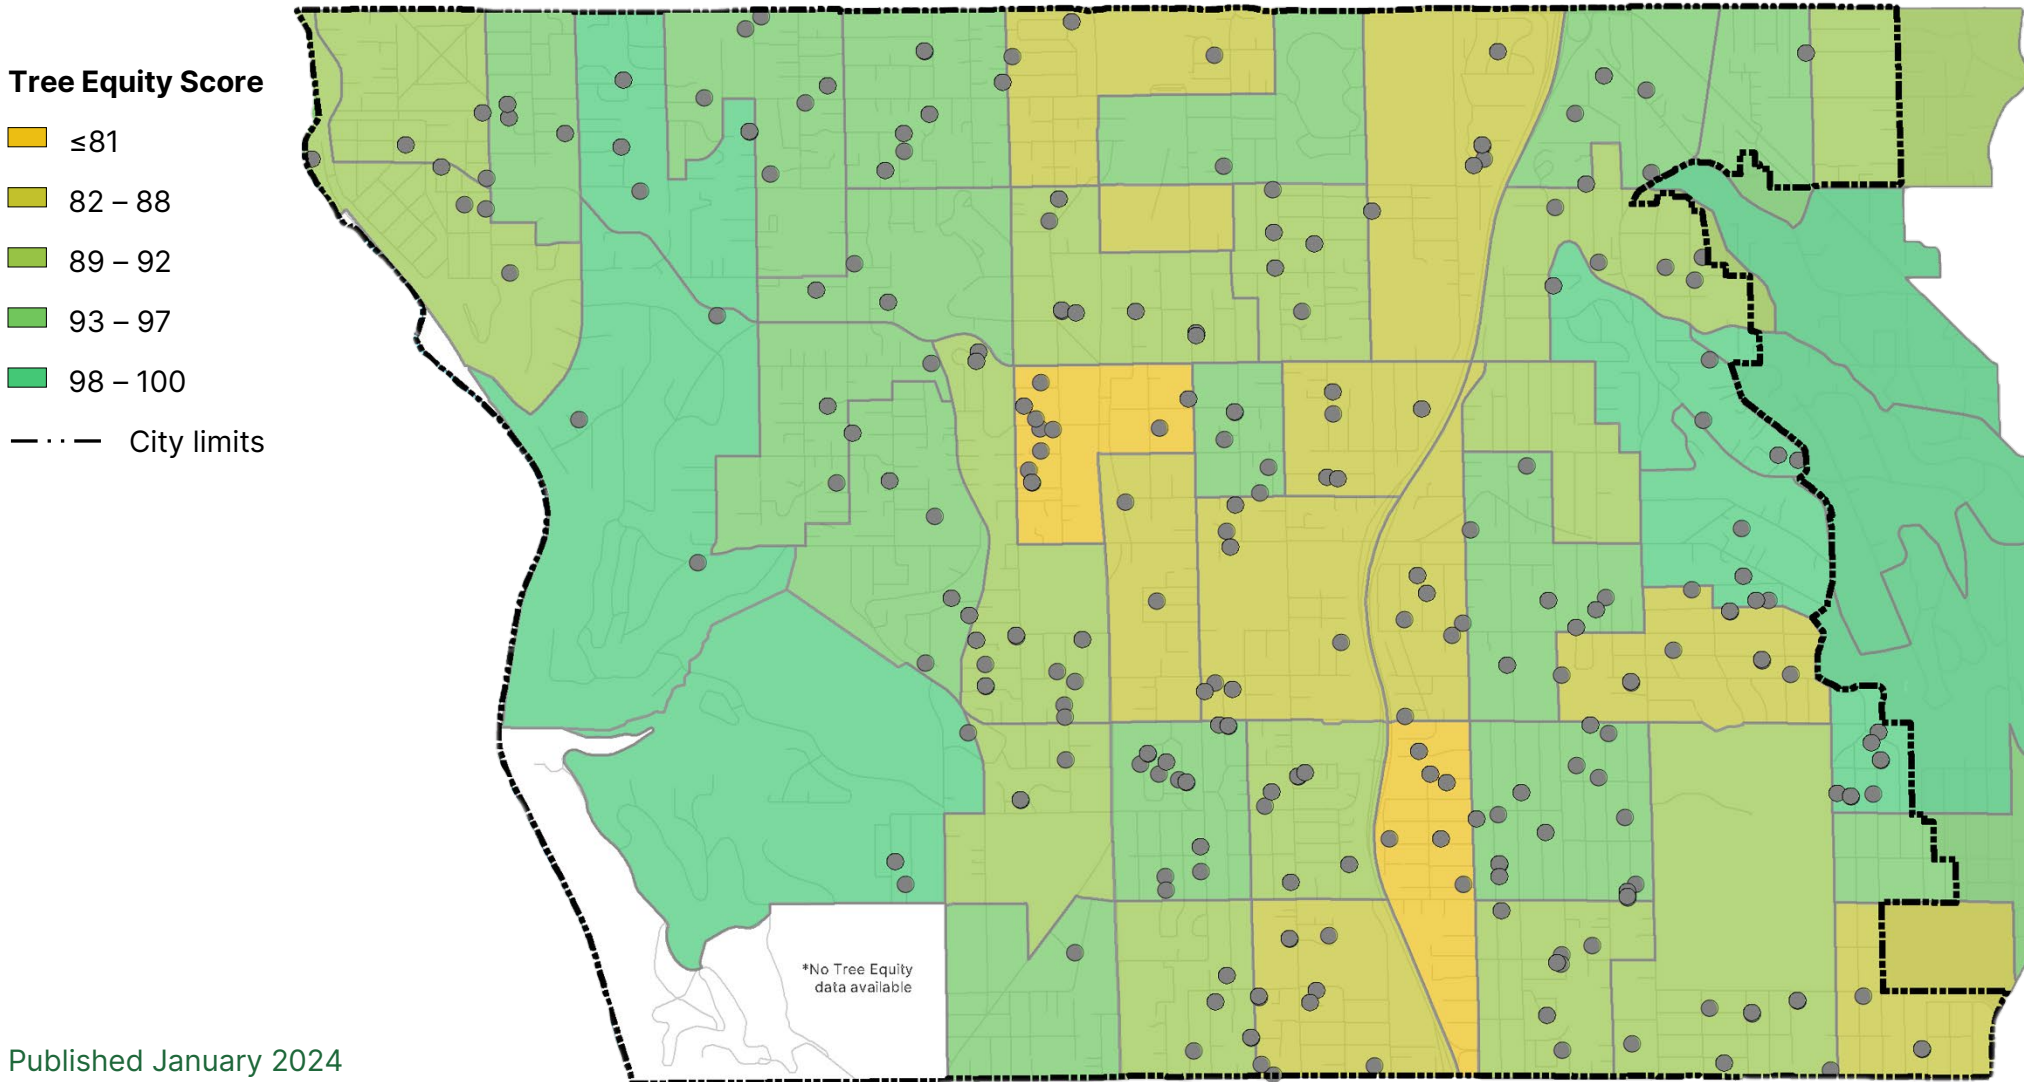 Tree Equity Score
≤81
82 – 88
89 – 92
93 – 97
98 – 100
City limits
*No Tree Equity
data available
Published January 2024